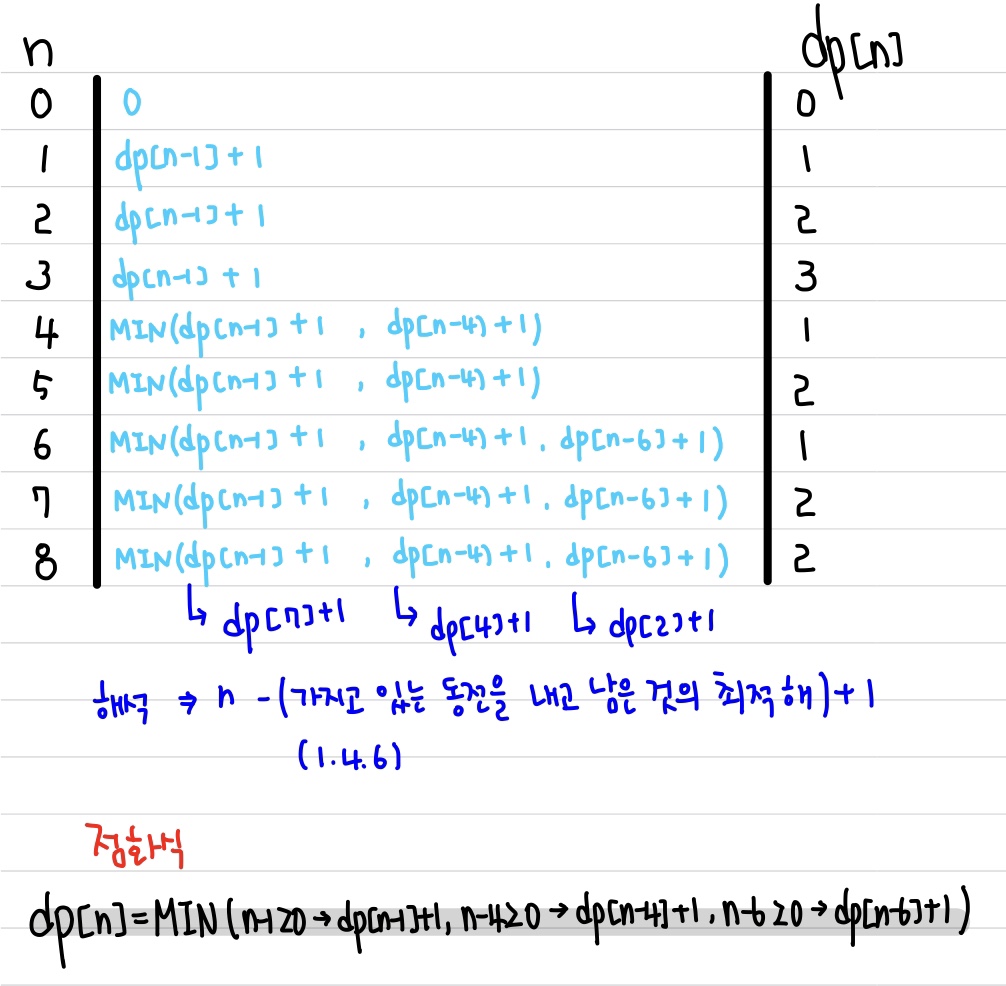 n dp[n]
0 0 0
1 dp[n-1]+1 1
2 dp[n-1]+1 2
3 dp[n-1]+1 3
4 MIN(dp[n-1]+1 , dp[n-4)+1) 1
5 MIN(dp[n-1]+1 , dp[n-4)+1) 2
6 MIN(dp[n-1]+1 , dp[n-4)+1, dp[n-6]+1) 1
7 MIN(dp[n-1]+1 , dp[n-4)+1, dp[n-6]+1) 2
8 MIN(dp[n-1]+1 , dp[n-4)+1, dp[n-6]+1) 2
↳ dp[7]+1 ↳ dp[4]+1 ↳ dp[2]+1
해석 ⇒ n -(가지고 있는 동전을 내고 남은 것의 최적해)+1
(1.4.6)
점화식
dp[n]=MIN(n-1≥0→dp[n-1]+1, n-4≥0→dp[n-4]+1, n-6≥0→dp[n-6]+1)